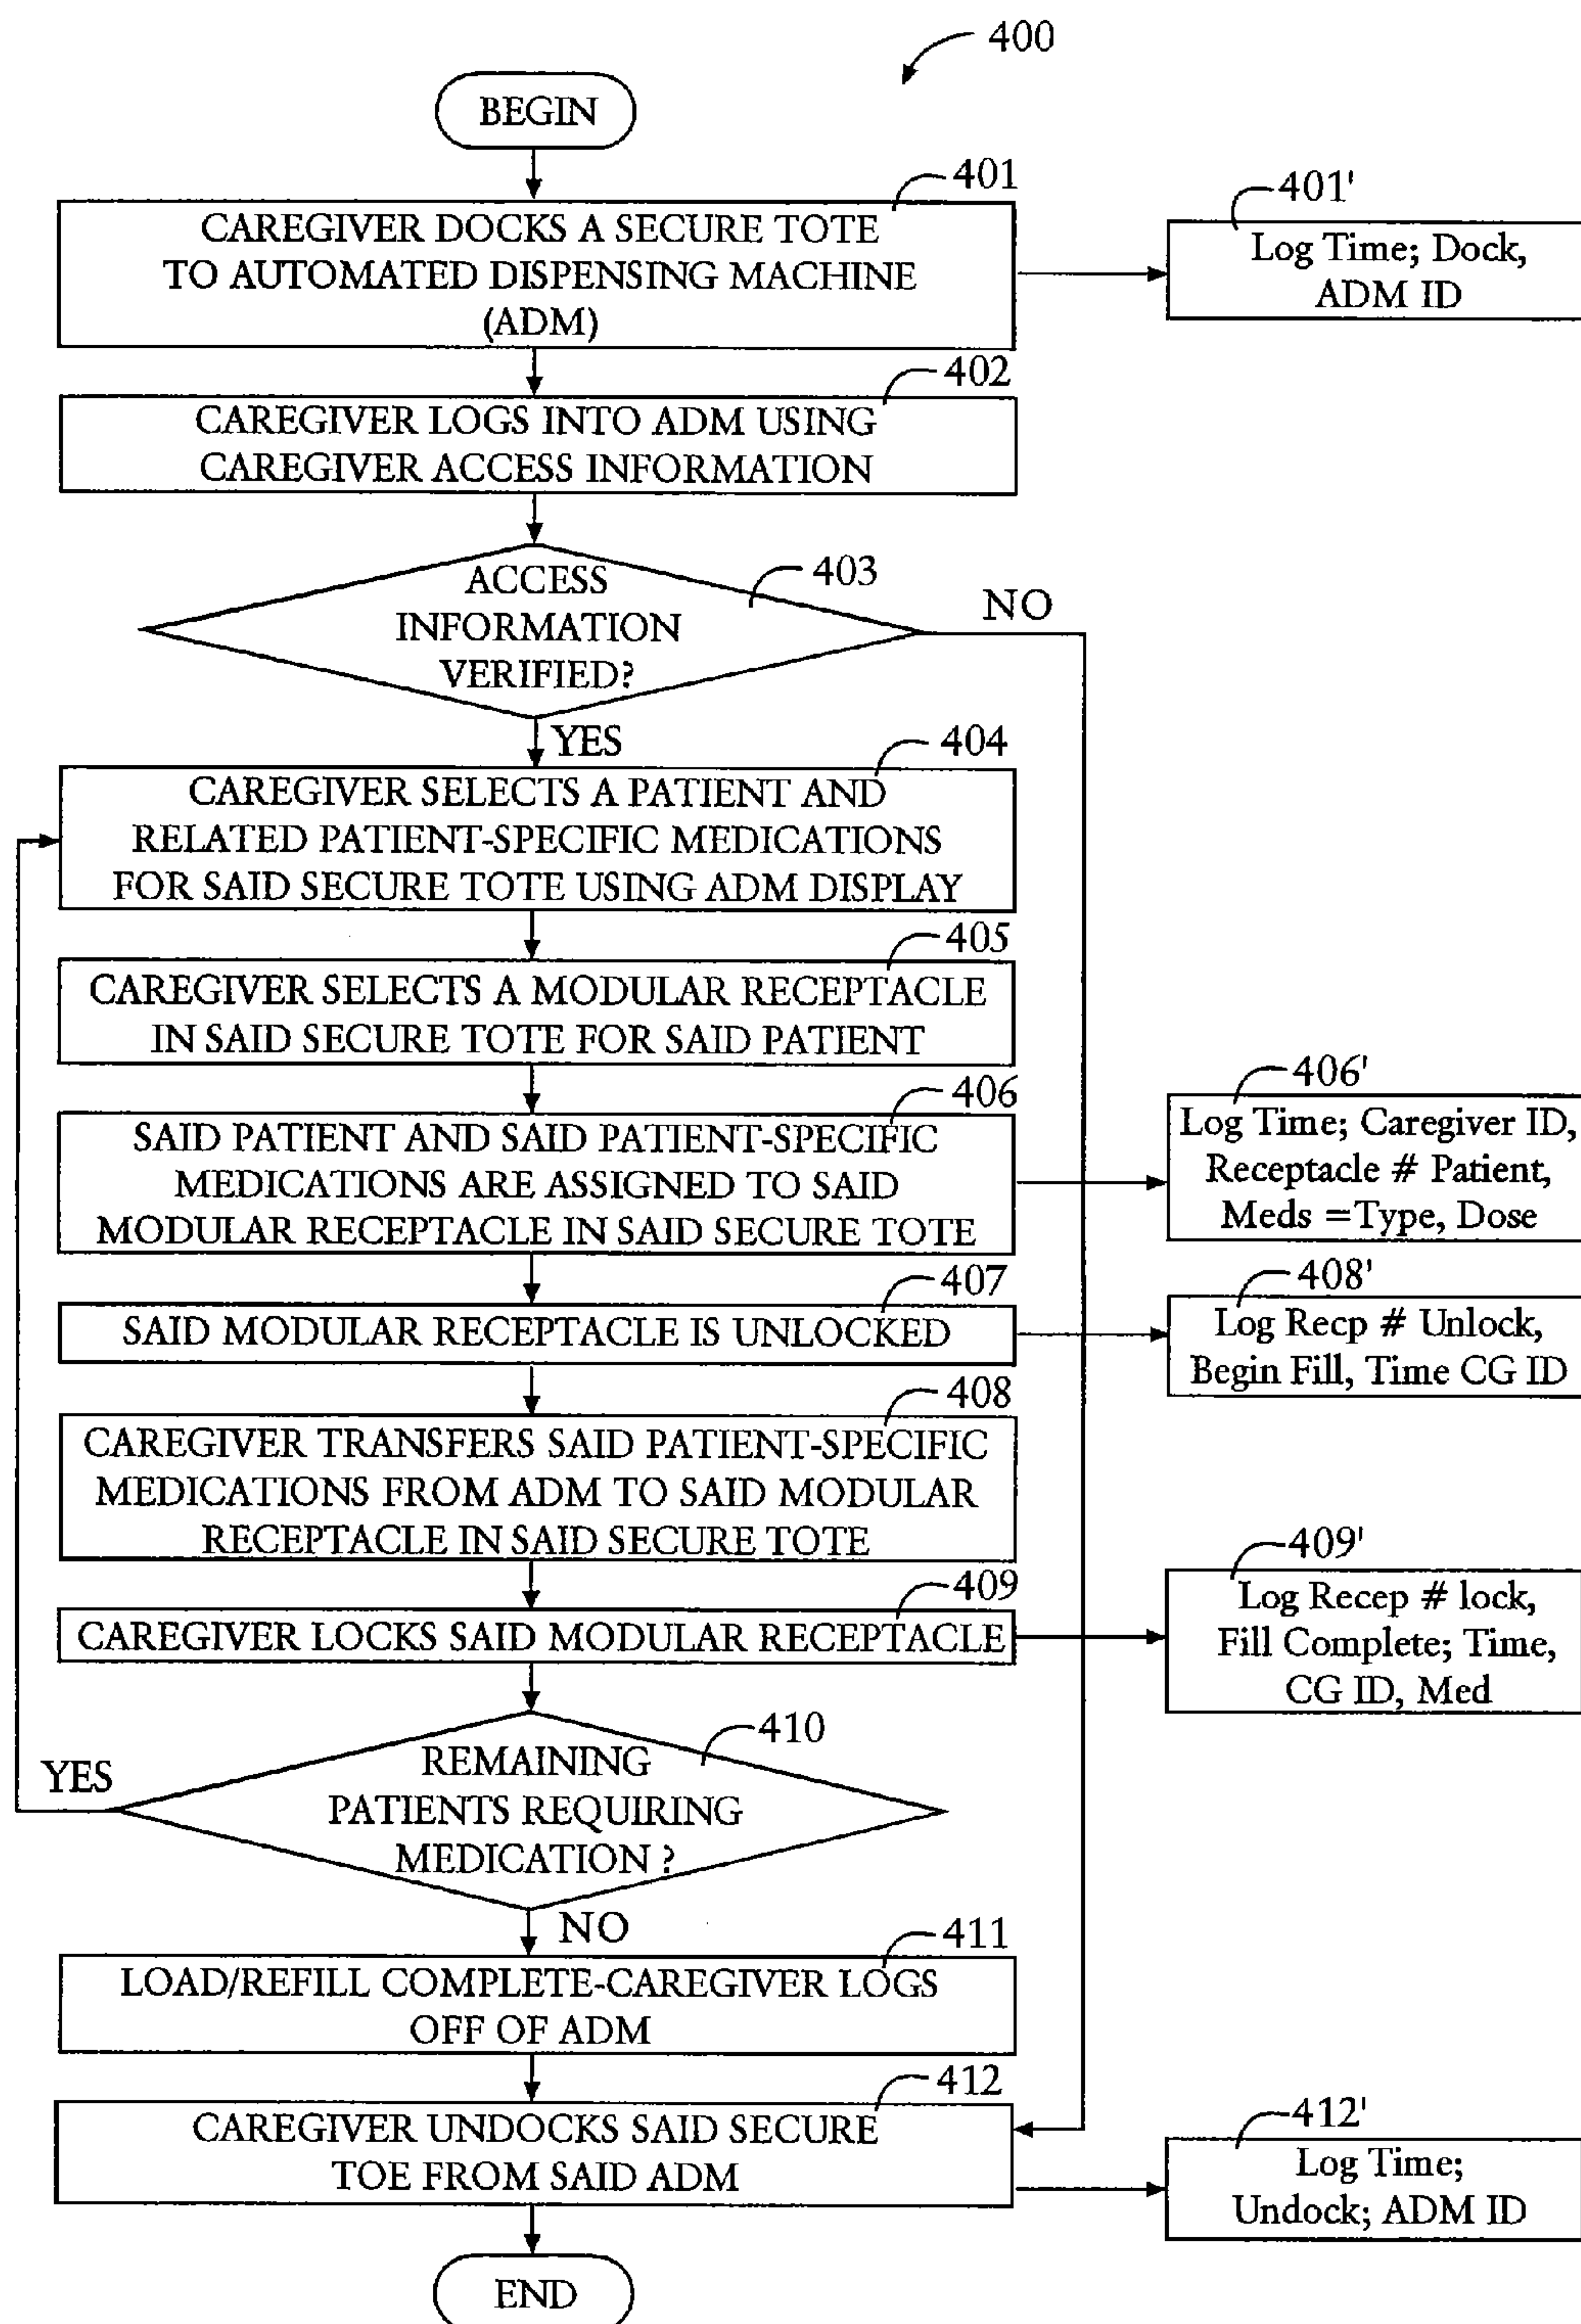 400
BEGIN
401
CAREGIVER DOCKS A SECURE TOTE
TO AUTOMATED DISPENSING MACHINE
(ADM)
401'
Log Time; Dock,
ADM ID
402
CAREGIVER LOGS INTO ADM USING
CAREGIVER ACCESS INFORMATION
403
ACCESS
INFORMATION
VERIFIED?
NO
YES
404
CAREGIVER SELECTS A PATIENT AND
RELATED PATIENT-SPECIFIC MEDICATIONS
FOR SAID SECURE TOTE USING ADM DISPLAY
405
CAREGIVER SELECTS A MODULAR RECEPTACLE
IN SAID SECURE TOTE FOR SAID PATIENT
406
SAID PATIENT AND SAID PATIENT-SPECIFIC
MEDICATIONS ARE ASSIGNED TO SAID
MODULAR RECEPTACLE IN SAID SECURE TOTE
406'
Log Time; Caregiver ID,
Receptacle # Patient,
Meds =Type, Dose
407
SAID MODULAR RECEPTACLE IS UNLOCKED
408'
Log Recp # Unlock,
Begin Fill, Time CG ID
408
CAREGIVER TRANSFERS SAID PATIENT-SPECIFIC
MEDICATIONS FROM ADM TO SAID MODULAR
RECEPTACLE IN SAID SECURE TOTE
409
CAREGIVER LOCKS SAID MODULAR RECEPTACLE
409'
Log Recep # lock,
Fill Complete; Time,
CG ID, Med
410
REMAINING
PATIENTS REQUIRING
MEDICATION ?
YES
NO
411
LOAD/REFILL COMPLETE-CAREGIVER LOGS
OFF OF ADM
412
CAREGIVER UNDOCKS SAID SECURE
TOE FROM SAID ADM
412'
Log Time;
Undock; ADM ID
END